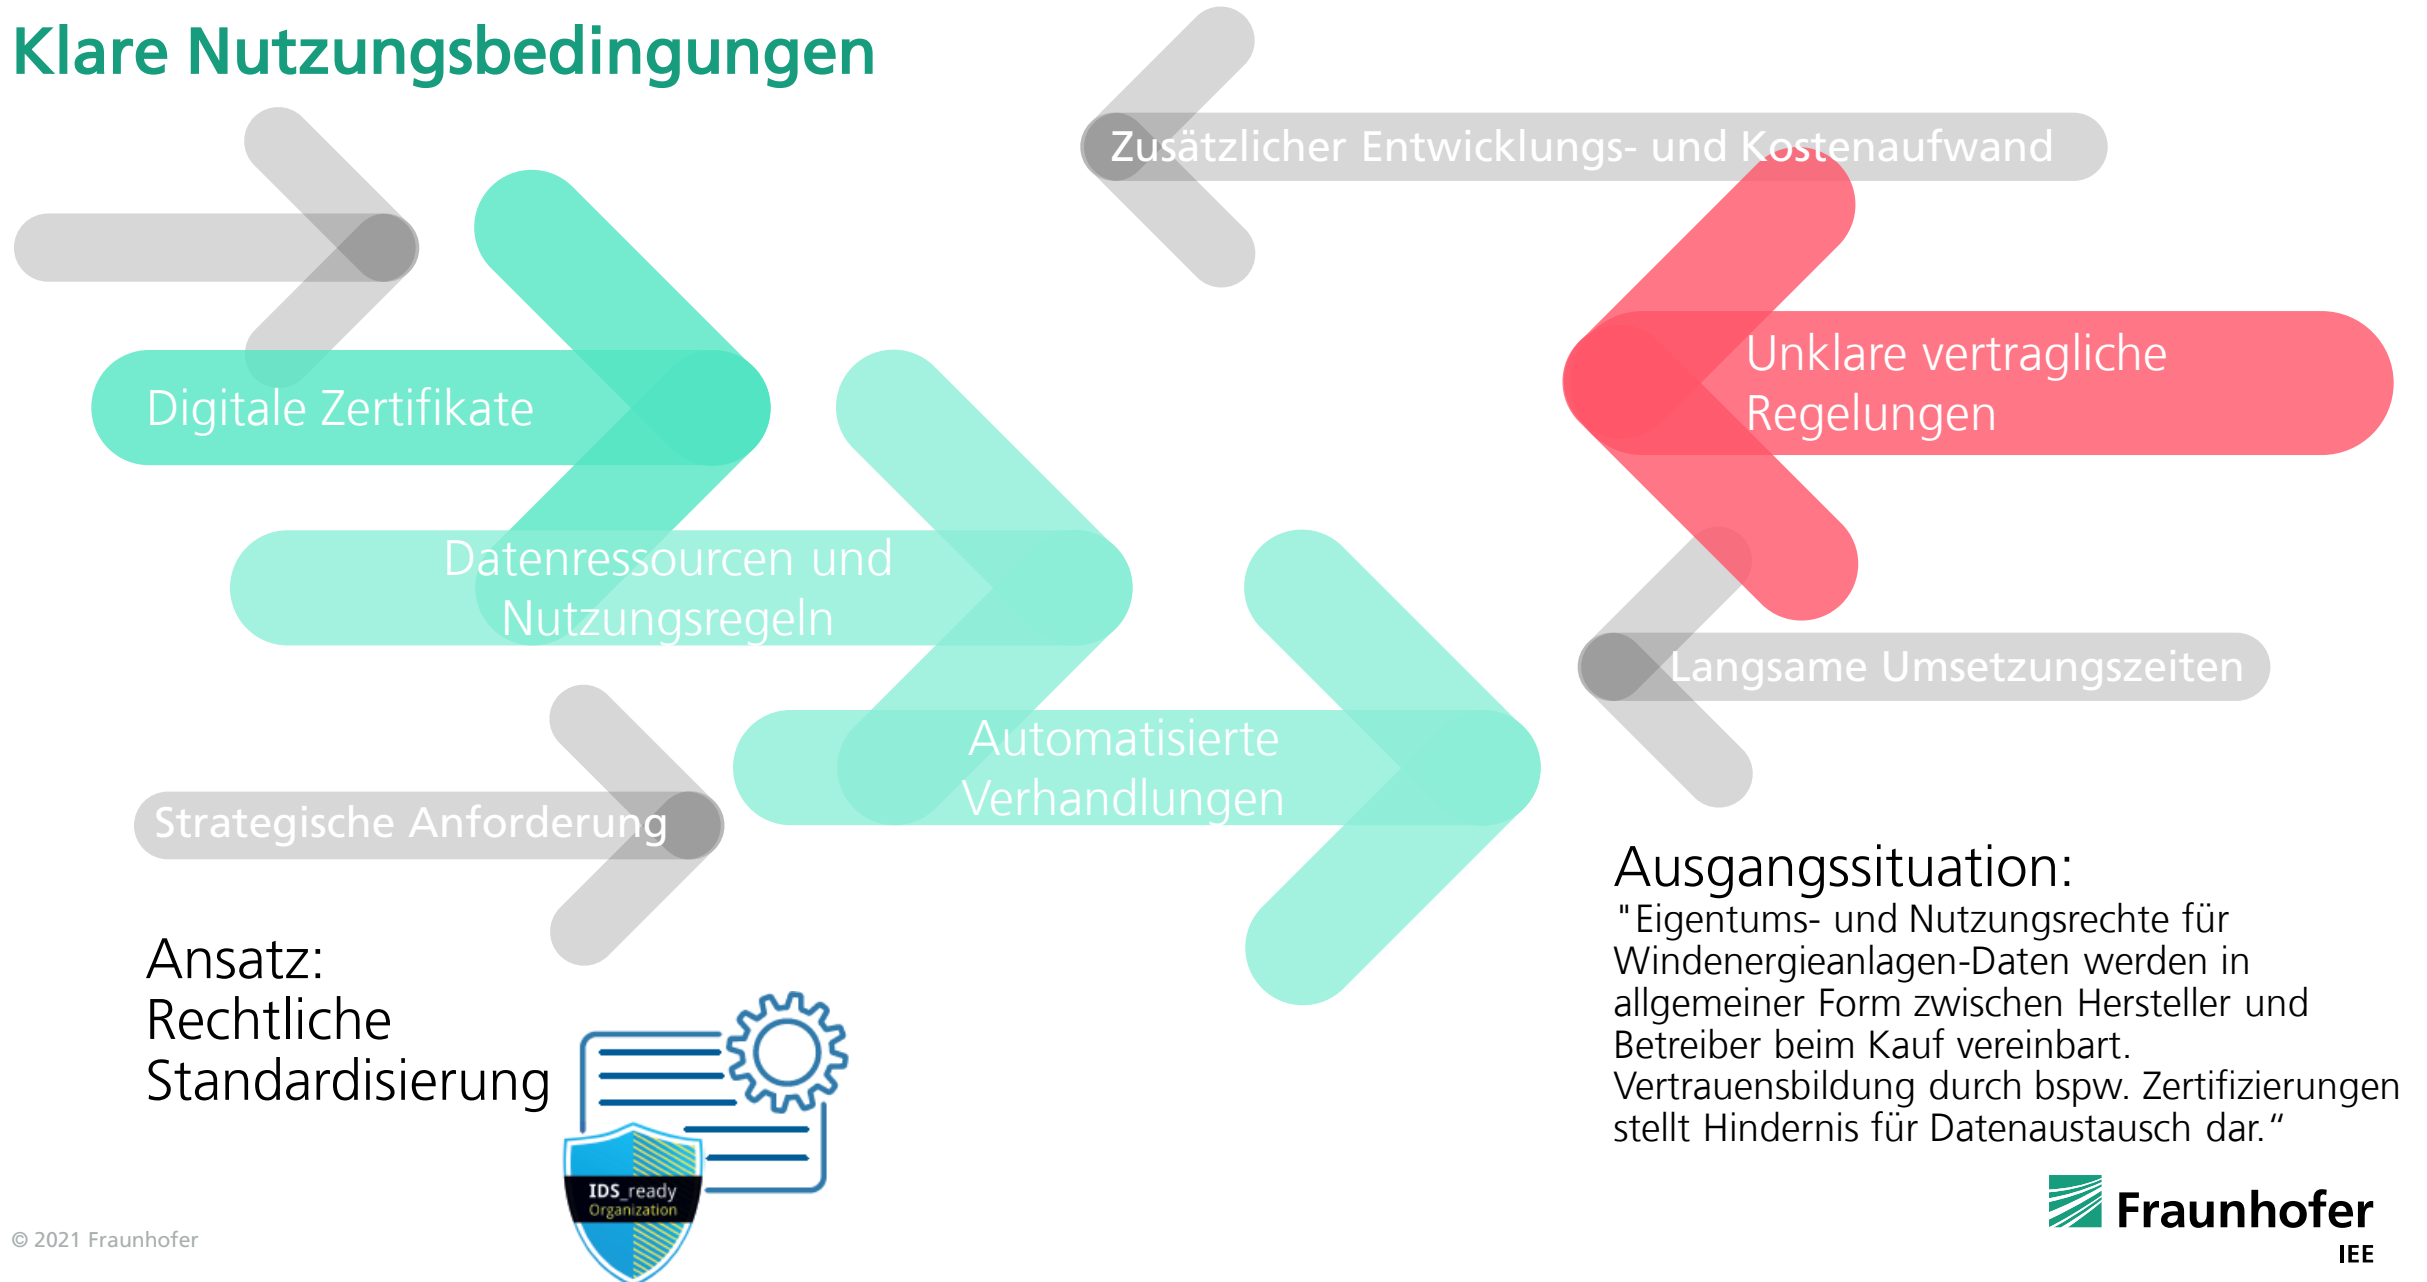 Klare Nutzungsbedingungen
Zusätzlicher Entwicklungs- und Kostenaufwand
Digitale Zertifikate
Unklare vertragliche
Regelungen
Datenressourcen und
Nutzungsregeln
Langsame Umsetzungszeiten
Automatisierte
Verhandlungen
Strategische Anforderung
Ansatz:
Rechtliche
Standardisierung
Ausgangssituation:
"Eigentums- und Nutzungsrechte für
Windenergieanlagen-Daten werden in
allgemeiner Form zwischen Hersteller und
Betreiber beim Kauf vereinbart.
Vertrauensbildung durch bspw. Zertifizierungen
stellt Hindernis für Datenaustausch dar.“
IDS_ready
Organization
Fraunhofer
IEE
© 2021 Fraunhofer